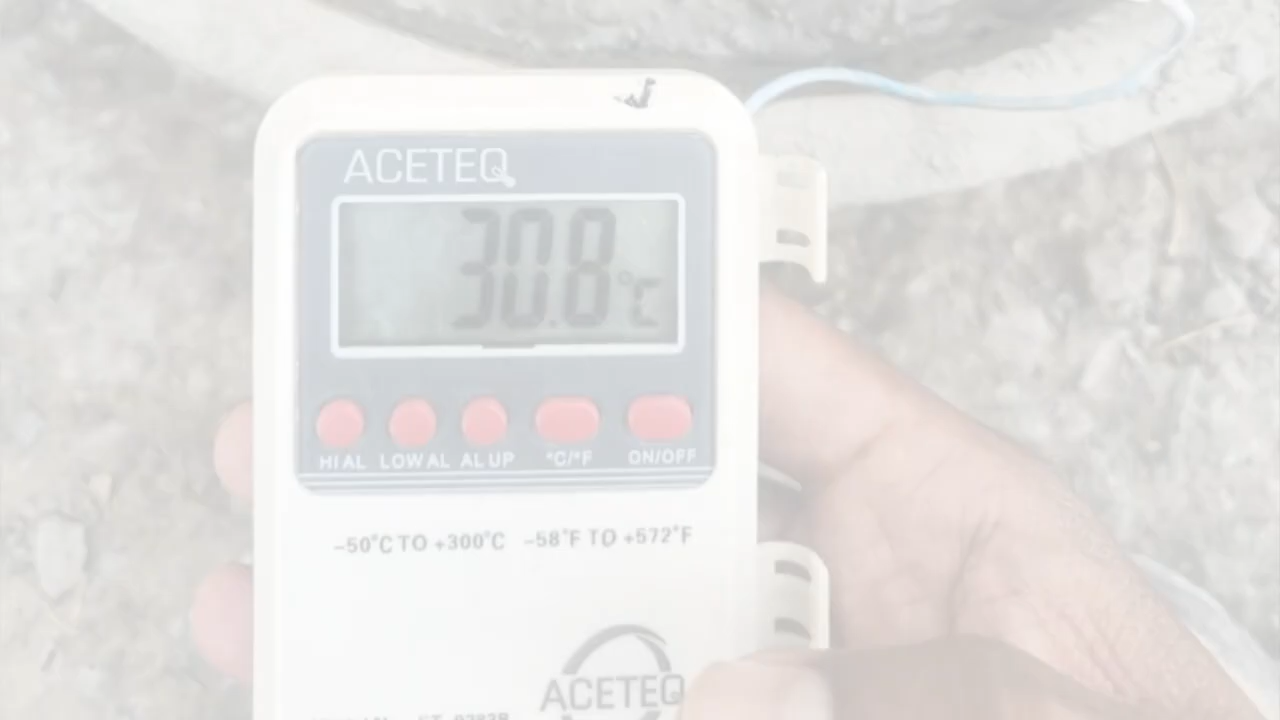 ACETEQ
30.8°C
HI AL LOW AL AL UP °C/°F ON/OFF
-50°C TO +300°C -58°F TO +572°F
ACETEQ